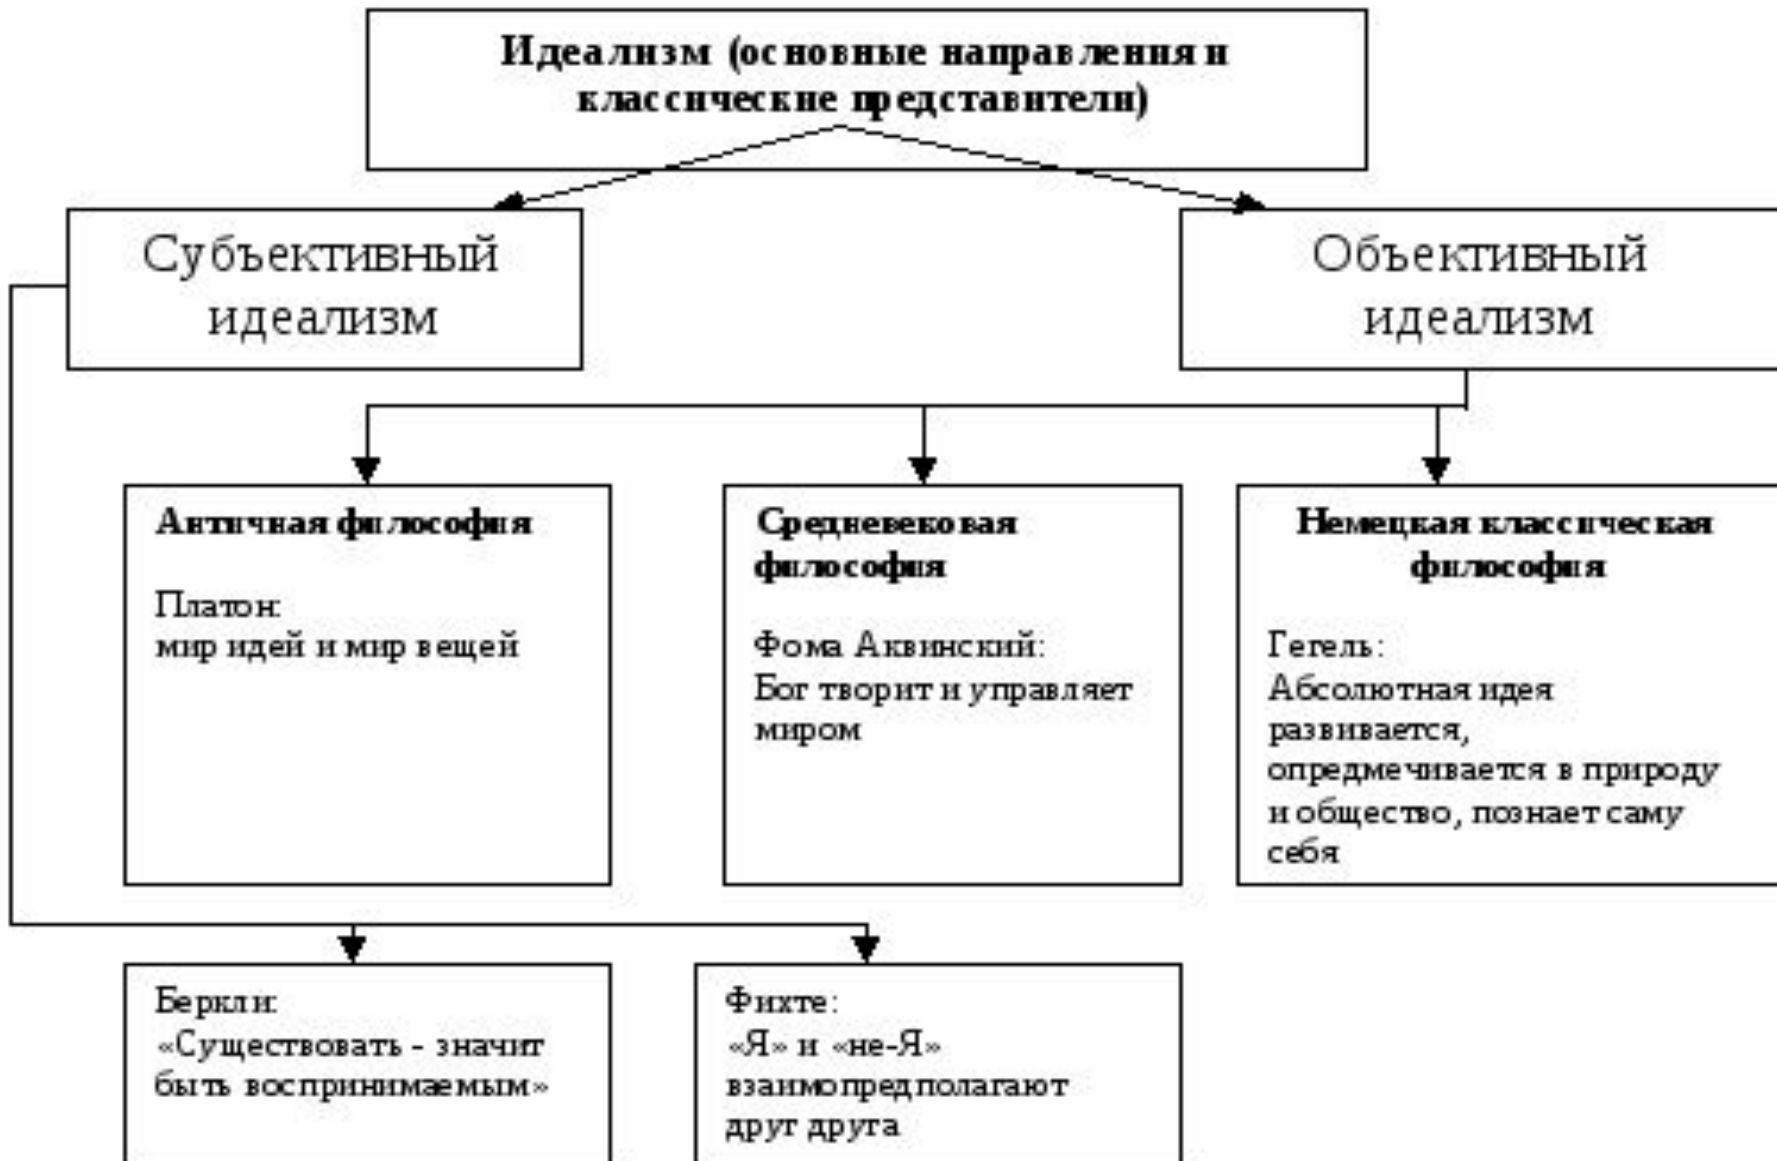 Идеализм (основные направления и
классические представители)
Субъективный
идеализм
Объективный
идеализм
Античная философия
Платон:
мир идей и мир вещей
Средневековая
философия
Фома Аквинский:
Бог творит и управляет
миром
Немецкая классическая
философия
Гегель:
Абсолютная идея
развивается,
опредмечивается в природу
и общество, познает саму
себя
Беркли:
«Существовать - значит
быть воспринимаемым»
Фихте:
«Я» и «не-Я»
взаимопредполагают
друг друга